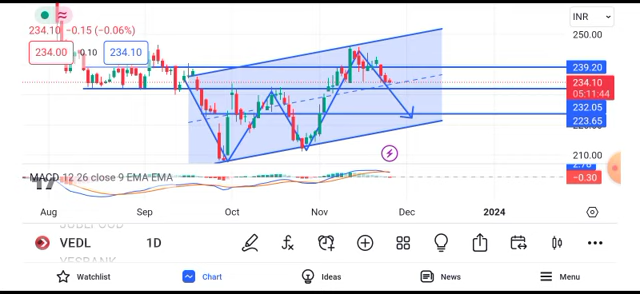 234.10 -0.15 (-0.06%)
INR
250.00
234.00
0.10
234.10
239.20
234.10
05:11:44
232.05
223.65
210.00
MACD 12 26 close 9 EMA EMA
-0.30
Aug
Sep
Oct
Nov
Dec
2024
VEDL
1D
YESBANK
Watchlist
Chart
Ideas
News
Menu